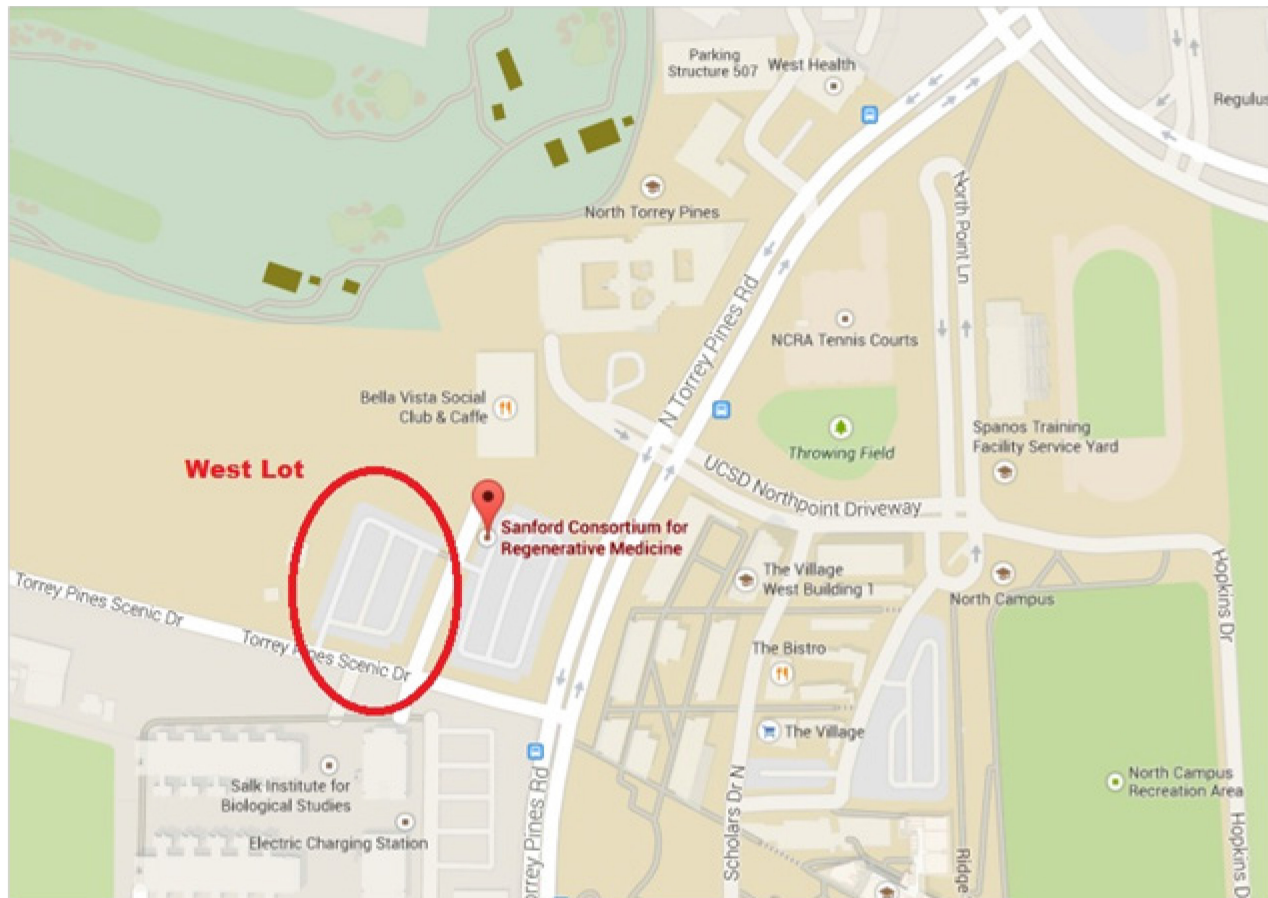 Parking
Structure 507
West Health
Regulus
North Torrey Pines
North Point Ln
N Torrey Pines Rd
NCRA Tennis Courts
Bella Vista Social
Club & Caffe
Throwing Field
Spanos Training
Facility Service Yard
West Lot
UCSD Northpoint Driveway
Sanford Consortium for
Regenerative Medicine
The Village
West Building 1
North Campus
Hopkins Dr
Torrey Pines Scenic Dr
Torrey Pines Scenic Dr
The Bistro
The Village
Salk Institute for
Biological Studies
Electric Charging Station
North Campus
Recreation Area
orrey Pines Rd
Scholars Dr N
Ridge
Hopkins D